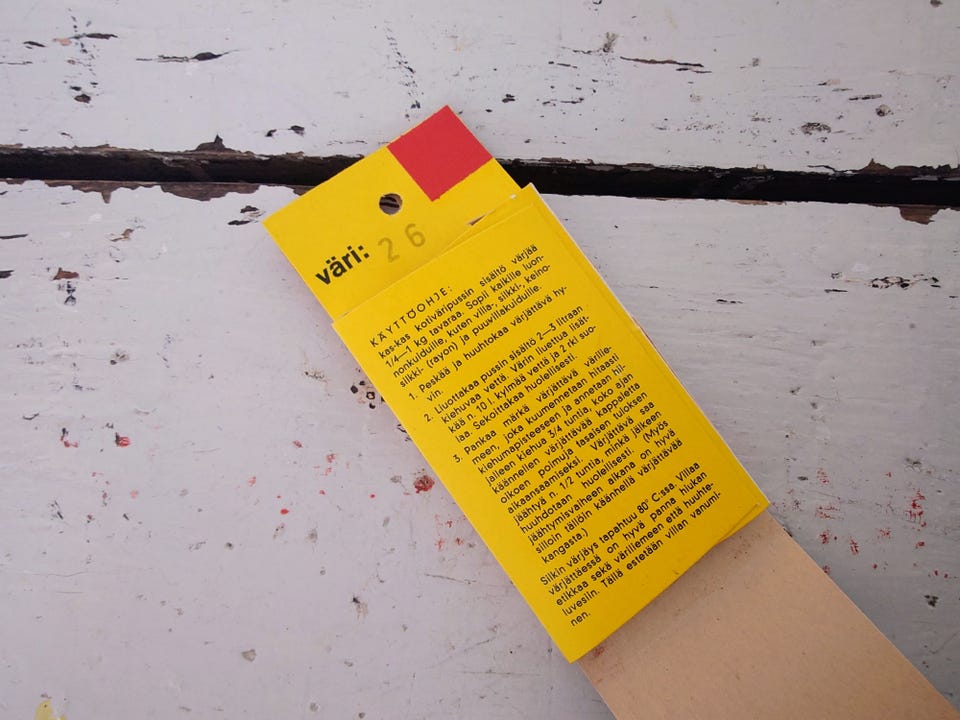 väri: 26
KÄYTTÖOHJE:
kas-kas kotiväripussin sisältö värjää
1/4—1 kg tavaraa. Sopii kaikille luon-
nonkuiduille, kuten villa-, silkki-, keino-
silkki- (rayon) ja puuvillakuiduille.
1. Peskää ja huuhtokaa värjättävä hy-
vin.
2. Liuottakaa pussin sisältö 2—3 litraan
kiehuvaa vettä. Värin liuettua lisät-
kää n. 10 l. kylmää vettä ja 2 rkl suo-
laa. Sekoittakaa huolellisesti.
3. Pankaa märkä värjättävä värilie-
meen, joka kuumennetaan hitaasti
kiehumapisteeseen ja annetaan hil-
jalleen kiehua 3/4 tuntia, koko ajan
käännellen värjättävää kappaletta
oikoen poimuja tasaisen tuloksen
aikaansaamiseksi. Värjättävä saa
jäähtyä n. 1/2 tuntia, minkä jälkeen
huuhdotaan huolellisesti. (Myös
jäähtymisvaiheen aikana on hyvä
silloin tällöin käännellä värjättävää
kangasta.)
Silkin värjäys tapahtuu 80° C:ssa Villaa
värjättäessä on hyvä panna hiukan
etikkaa sekä väriliemeen että huuhte-
luvesiin. Tällä estetään villan vanumi-
nen.